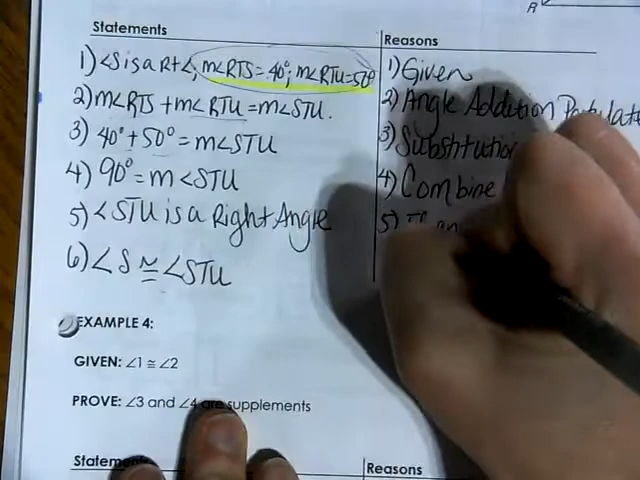 R
Statements
Reasons
1) ∠S is a Rt ∠, m∠RTS = 40°; m∠RTU = 50°
1) Given
2) m∠RTS + m∠RTU = m∠STU.
2) Angle Addition Postulate
3) 40° + 50° = m∠STU
3) Substitution
4) 90° = m∠STU
4) Combine
5) ∠STU is a Right Angle
5)
6) ∠S ≅ ∠STU
EXAMPLE 4:
GIVEN: ∠1 ≅ ∠2
PROVE: ∠3 and ∠4 are supplements
Statements
Reasons